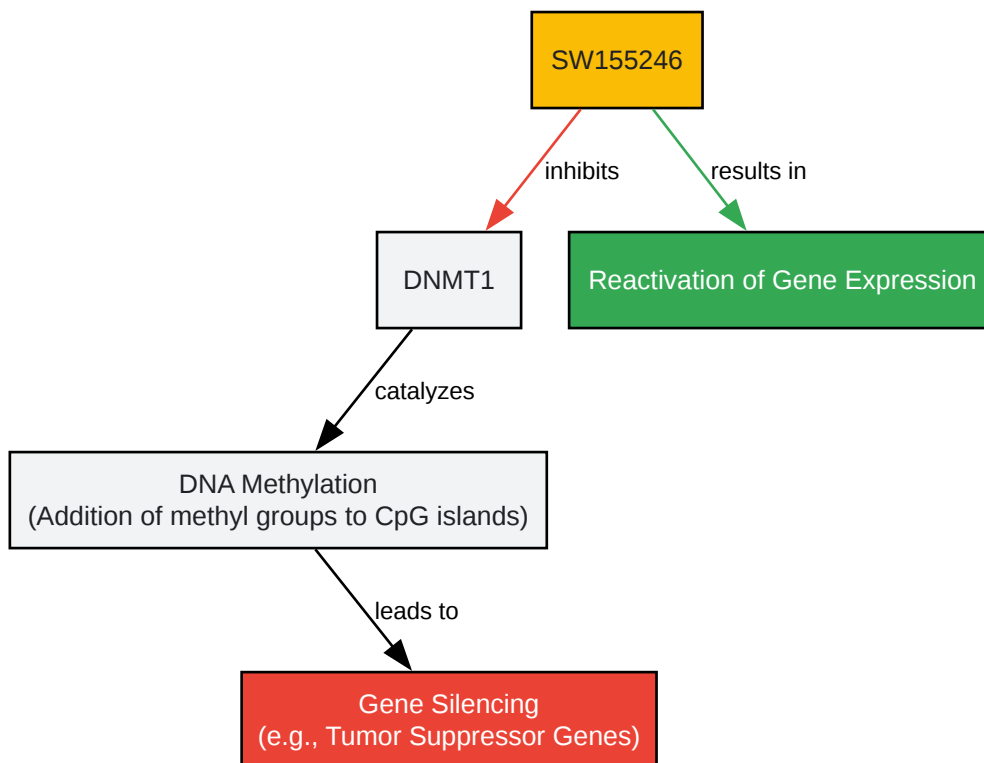 SW155246
inhibits
results in
DNMT1
Reactivation of Gene Expression
catalyzes
DNA Methylation
(Addition of methyl groups to CpG islands)
leads to
Gene Silencing
(e.g., Tumor Suppressor Genes)